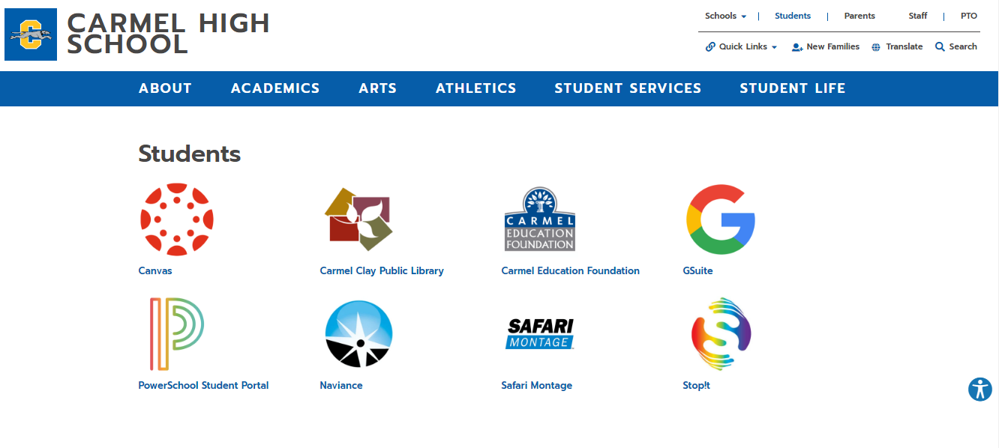 CARMEL HIGH
SCHOOL
Schools | Students | Parents Staff | PTO
Quick Links New Families Translate Search
ABOUT ACADEMICS ARTS ATHLETICS STUDENT SERVICES STUDENT LIFE
Students
CARMEL
EDUCATION
FOUNDATION
Canvas Carmel Clay Public Library Carmel Education Foundation GSuite
SAFARI
MONTAGE
PowerSchool Student Portal Naviance Safari Montage Stop!t